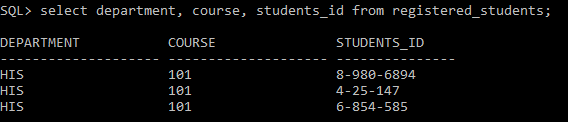 SQL> select department, course, students_id from registered_students;
DEPARTMENT COURSE STUDENTS_ID
-------------------- -------------------- ---------------
HIS 101 8-980-6894
HIS 101 4-25-147
HIS 101 6-854-585